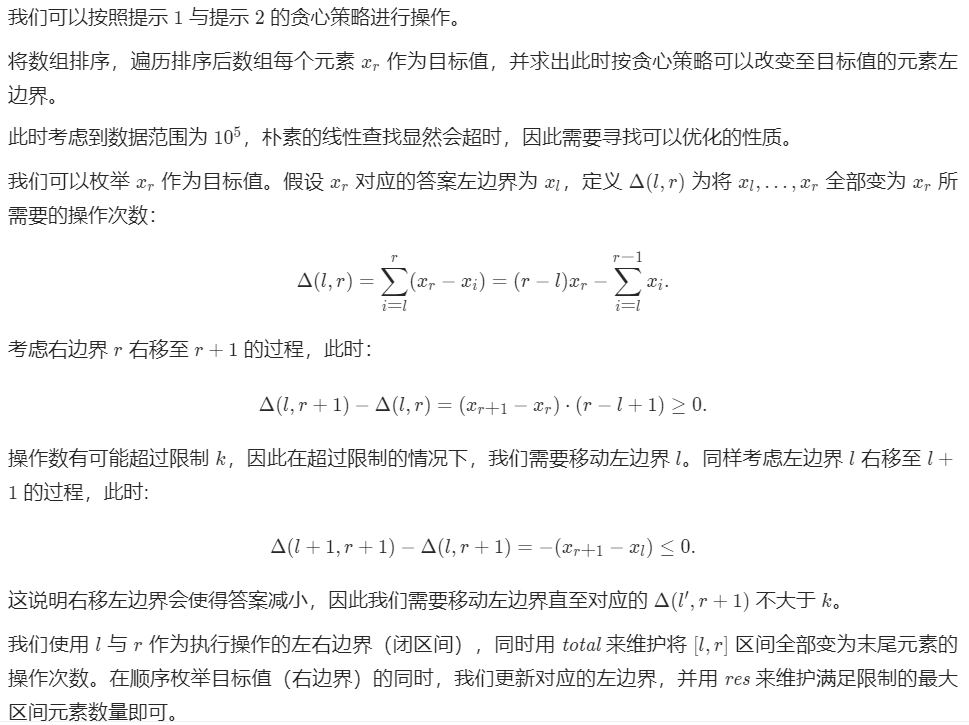 我们可以按照提示 1 与提示 2 的贪心策略进行操作。
将数组排序，遍历排序后数组每个元素 $x_r$ 作为目标值，并求出此时按贪心策略可以改变至目标值的元素左
边界。
此时考虑到数据范围为 $10^5$，朴素的线性查找显然会超时，因此需要寻找可以优化的性质。
我们可以枚举 $x_r$ 作为目标值。假设 $x_r$ 对应的答案左边界为 $x_l$，定义 $\Delta(l, r)$ 为将 $x_l, \dots, x_r$ 全部变为 $x_r$ 所
需要的操作次数：
$$\Delta(l, r) = \sum_{i=l}^{r} (x_r - x_i) = (r - l)x_r - \sum_{i=l}^{r-1} x_i.$$
考虑右边界 $r$ 右移至 $r + 1$ 的过程，此时：
$$\Delta(l, r + 1) - \Delta(l, r) = (x_{r+1} - x_r) \cdot (r - l + 1) \geq 0.$$
操作数有可能超过限制 $k$，因此在超过限制的情况下，我们需要移动左边界 $l$。同样考虑左边界 $l$ 右移至 $l +$
$1$ 的过程，此时:
$$\Delta(l + 1, r + 1) - \Delta(l, r + 1) = -(x_{r+1} - x_l) \leq 0.$$
这说明右移左边界会使得答案减小，因此我们需要移动左边界直至对应的 $\Delta(l', r + 1)$ 不大于 $k$。
我们使用 $l$ 与 $r$ 作为执行操作的左右边界（闭区间），同时用 $total$ 来维护将 $[l, r]$ 区间全部变为末尾元素的
操作次数。在顺序枚举目标值（右边界）的同时，我们更新对应的左边界，并用 $res$ 来维护满足限制的最大
区间元素数量即可。